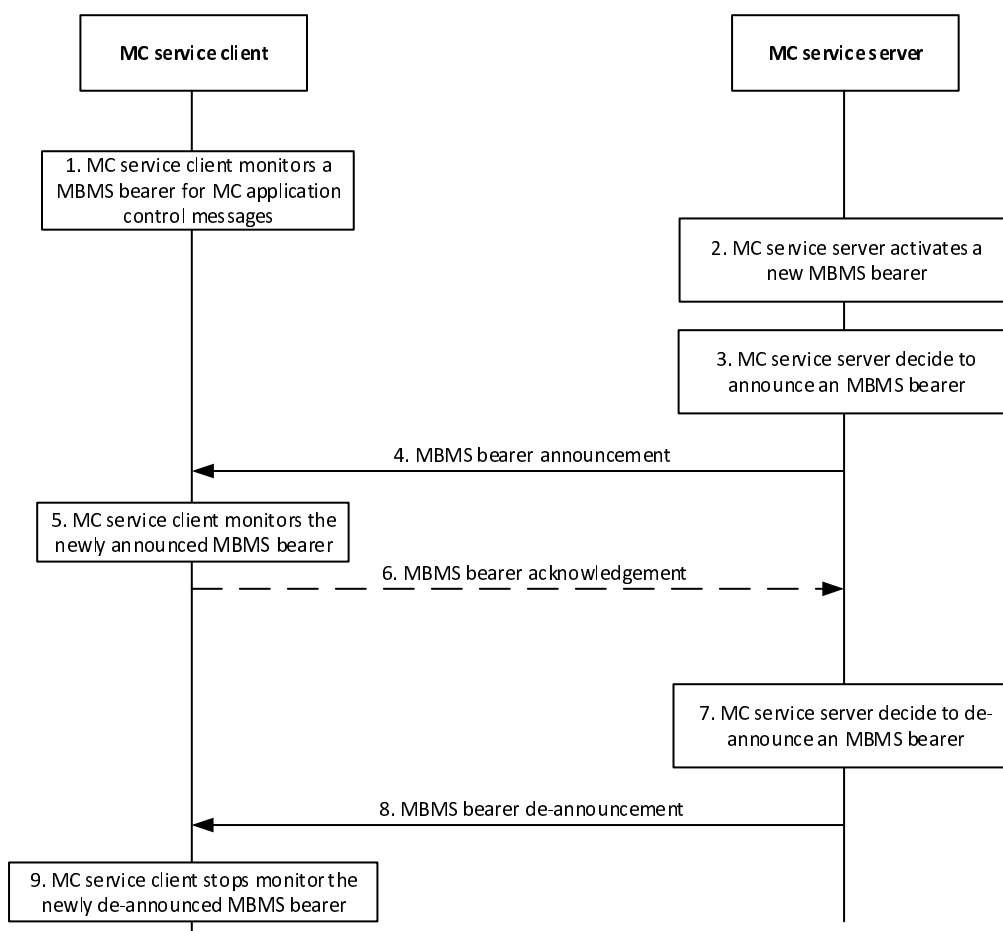 MC service client
MC service server
1. MC service client monitors a
MBMS bearer for MC application
control messages
2. MC service server activates a
new MBMS bearer
3. MC service server decide to
announce an MBMS bearer
4. MBMS bearer announcement
5. MC service client monitors the
newly announced MBMS bearer
6. MBMS bearer acknowledgement
7. MC service server decide to de-
announce an MBMS bearer
8. MBMS bearer de-announcement
9. MC service client stops monitor the
newly de-announced MBMS bearer